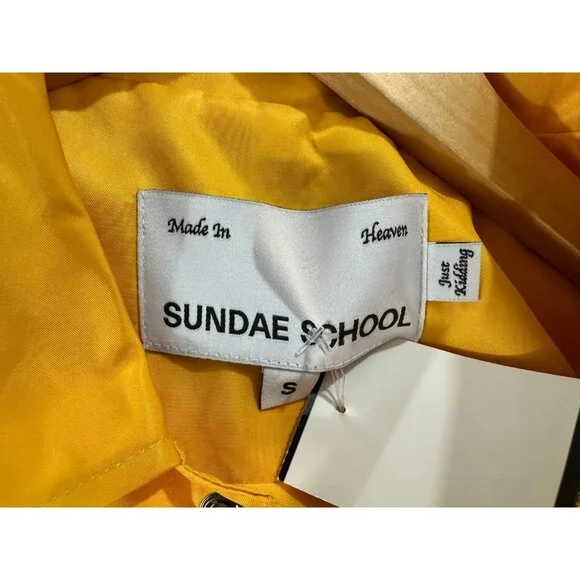 Made In Heaven
Just
Kidding
SUNDAE SCHOOL
S